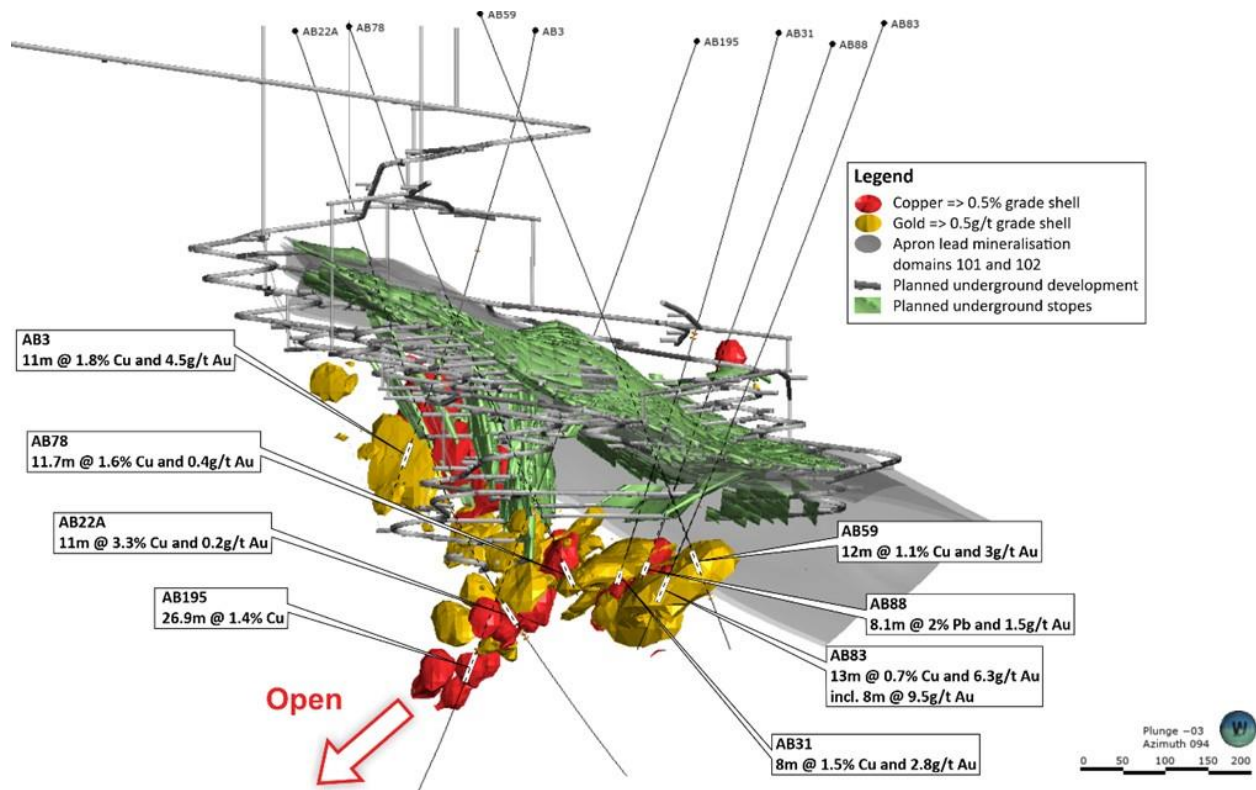 AB22A
AB78
AB59
AB3
AB195
AB31
AB88
AB83
Legend
Copper => 0.5% grade shell
Gold => 0.5g/t grade shell
Apron lead mineralisation
domains 101 and 102
Planned underground development
Planned underground stopes
AB3
11m @ 1.8% Cu and 4.5g/t Au
AB78
11.7m @ 1.6% Cu and 0.4g/t Au
AB22A
11m @ 3.3% Cu and 0.2g/t Au
AB195
26.9m @ 1.4% Cu
Open
AB59
12m @ 1.1% Cu and 3g/t Au
AB88
8.1m @ 2% Pb and 1.5g/t Au
AB83
13m @ 0.7% Cu and 6.3g/t Au
incl. 8m @ 9.5g/t Au
AB31
8m @ 1.5% Cu and 2.8g/t Au
Plunge −03
Azimuth 094
W
0 50 100 150 200